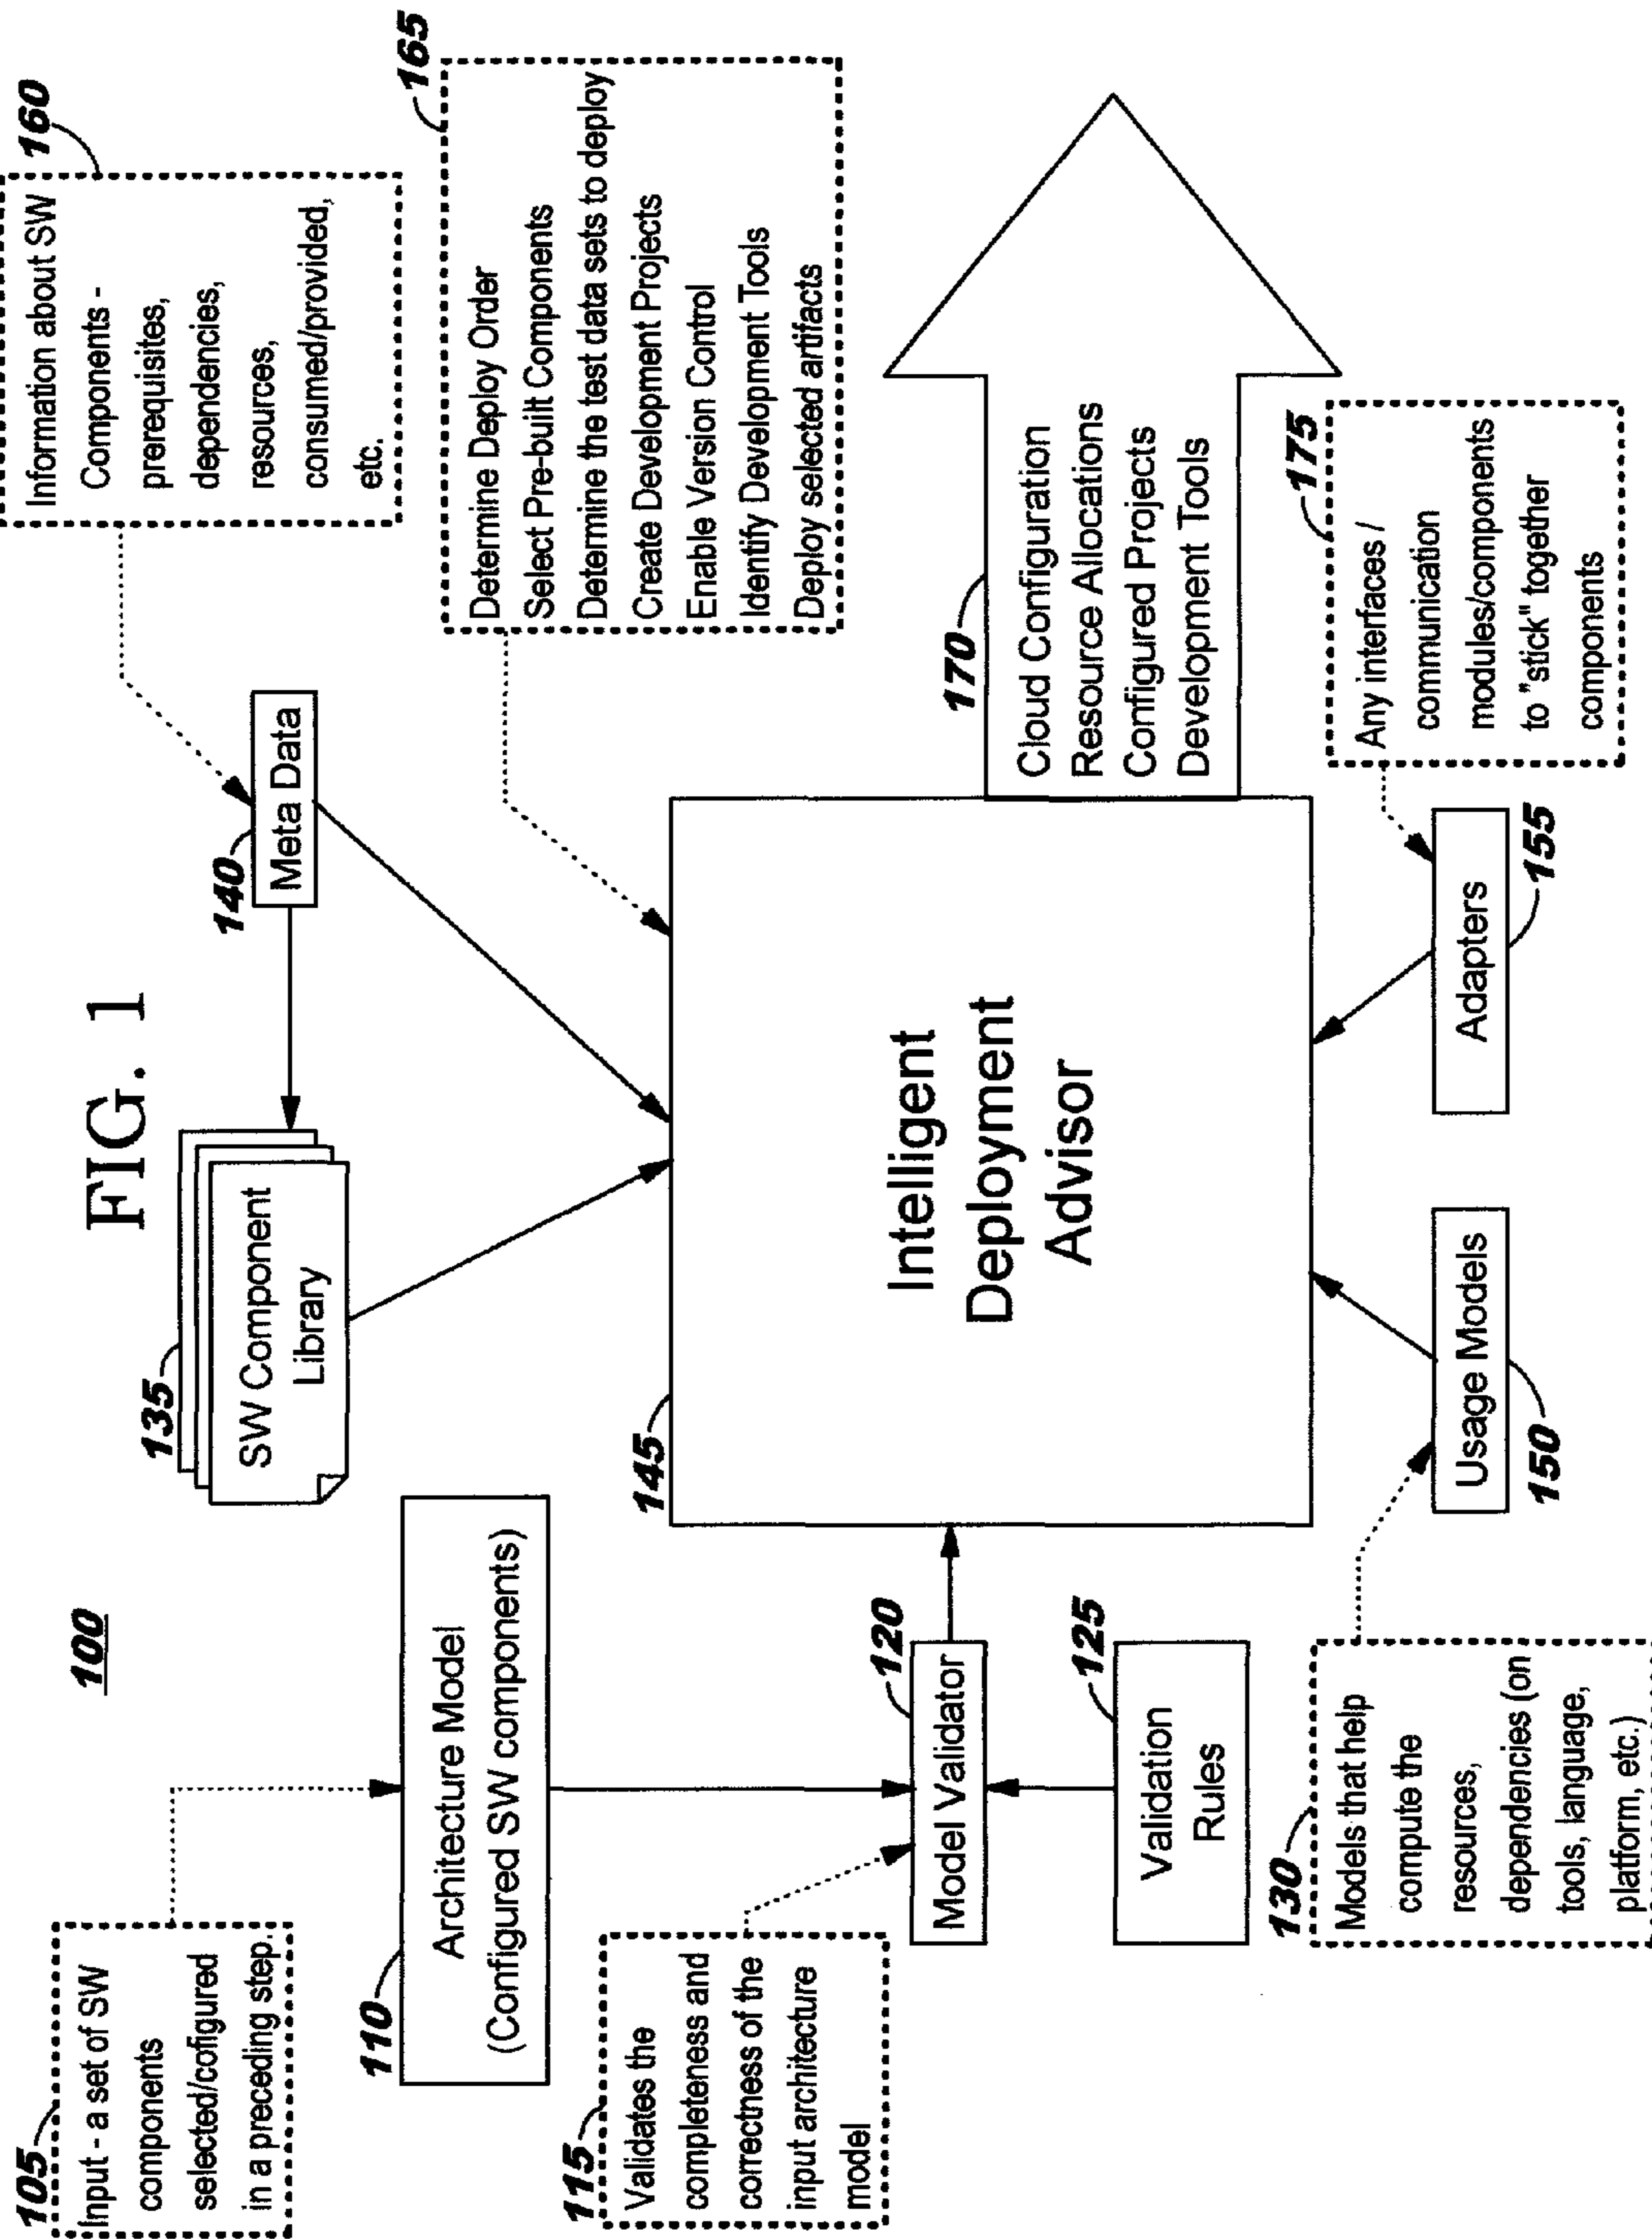 FIG. 1
100
105
Input - a set of SW
components
selected/cofigured
in a preceding step.
110
Architecture Model
(Configured SW components)
115
Validates the
completeness and
correctness of the
input architecture
model
120
Model Validator
125
Validation
Rules
130
Models that help
compute the
resources,
dependencies (on
tools, language,
platform, etc.)
135
SW Component
Library
140
Meta Data
145
Intelligent
Deployment
Advisor
150
Usage Models
155
Adapters
160
Information about SW
Components -
prerequisites,
dependencies,
resources,
consumed/provided,
etc.
165
Determine Deploy Order
Select Pre-built Components
Determine the test data sets to deploy
Create Development Projects
Enable Version Control
Identify Development Tools
Deploy selected artifacts
170
Cloud Configuration
Resource Allocations
Configured Projects
Development Tools
175
Any interfaces /
communication
modules/components
to "stick" together
components